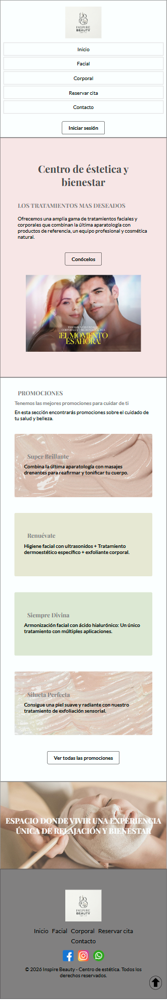 INSPIRE
BEAUTY
Inicio
Facial
Corporal
Reservar cita
Contacto
Iniciar sesión
Centro de éstetica y
bienestar
LOS TRATAMIENTOS MAS DESEADOS
Ofrecemos una amplia gama de tratamientos faciales y
corporales que combinan la última aparatología con
productos de referencia, un equipo profesional y cosmética
natural.
Conócelos
TRATAMIENTOS FACIALES,
CORPORALES Y MEDICINA ESTÉTICA
¡EL MOMENTO
ES AHORA!
PROMOCIONES
Tenemos las mejores promociones para cuidar de ti
En esta sección encontrarás promociones sobre el cuidado de
tu salud y belleza.
Super Brillante
Combina la última aparatología con masajes
drenantes para reafirmar y tonificar tu cuerpo.
Renuévate
Higiene facial con ultrasonidos + Tratamiento
dermoestético específico + exfoliante corporal.
Siempre Divina
Armonización facial con ácido hialurónico: Un único
tratamiento con múltiples aplicaciones.
Silueta Perfecta
Consigue una piel suave y radiante con nuestro
tratamiento de exfoliación sensorial.
Ver todas las promociones
ESPACIO DONDE VIVIR UNA EXPERIENCIA
ÚNICA DE RELAJACIÓN Y BIENESTAR
INSPIRE
BEAUTY
Inicio Facial Corporal Reservar cita
Contacto
© 2026 Inspire Beauty - Centro de estética. Todos los
derechos reservados.